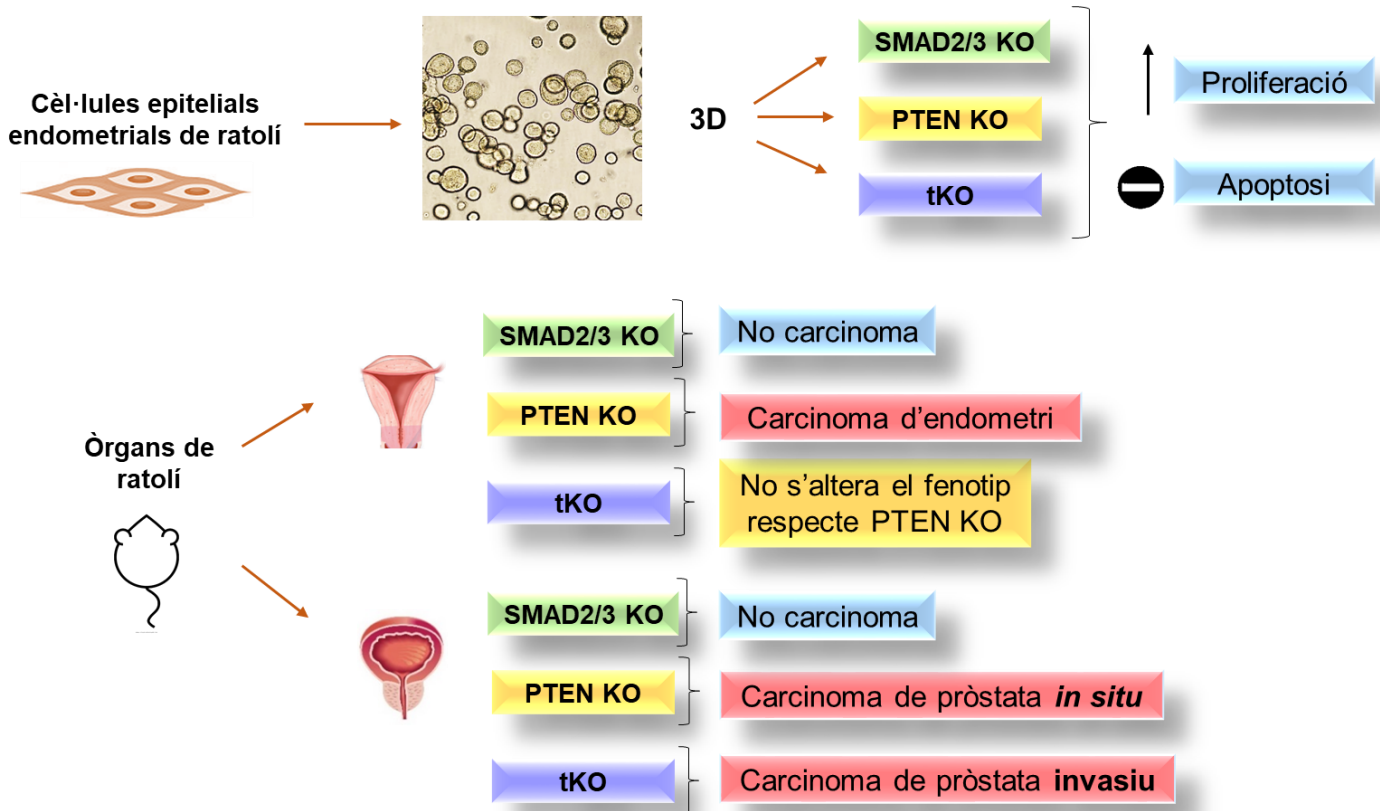 Cèl·lules epitelials
endometrials de ratolí
3D
SMAD2/3 KO
PTEN KO
tKO
Proliferació
Apoptosi
Òrgans de
ratolí
SMAD2/3 KO
No carcinoma
PTEN KO
Carcinoma d'endometri
tKO
No s'altera el fenotip
respecte PTEN KO
SMAD2/3 KO
No carcinoma
PTEN KO
Carcinoma de pròstata in situ
tKO
Carcinoma de pròstata invasiu